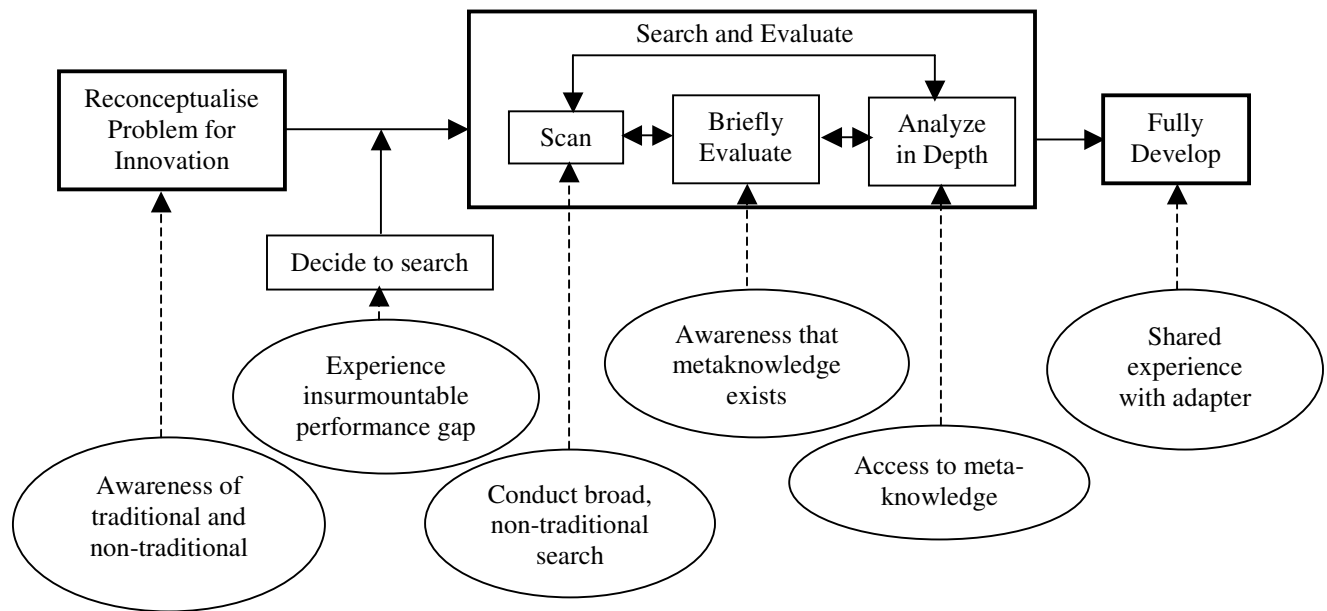 Search and Evaluate
Reconceptualise
Problem for
Innovation
Scan
Briefly
Evaluate
Analyze
in Depth
Fully
Develop
Decide to search
Experience
insurmountable
performance gap
Awareness that
metaknowledge
exists
Shared
experience
with adapter
Awareness of
traditional and
non-traditional
Conduct broad,
non-traditional
search
Access to meta-
knowledge